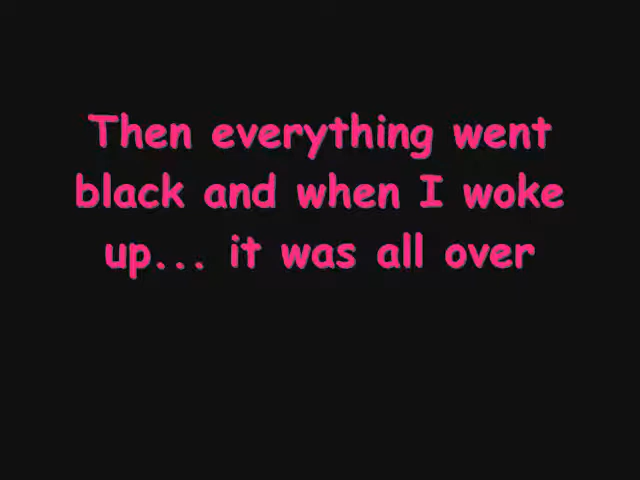 Then everything went
black and when I woke
up... it was all over